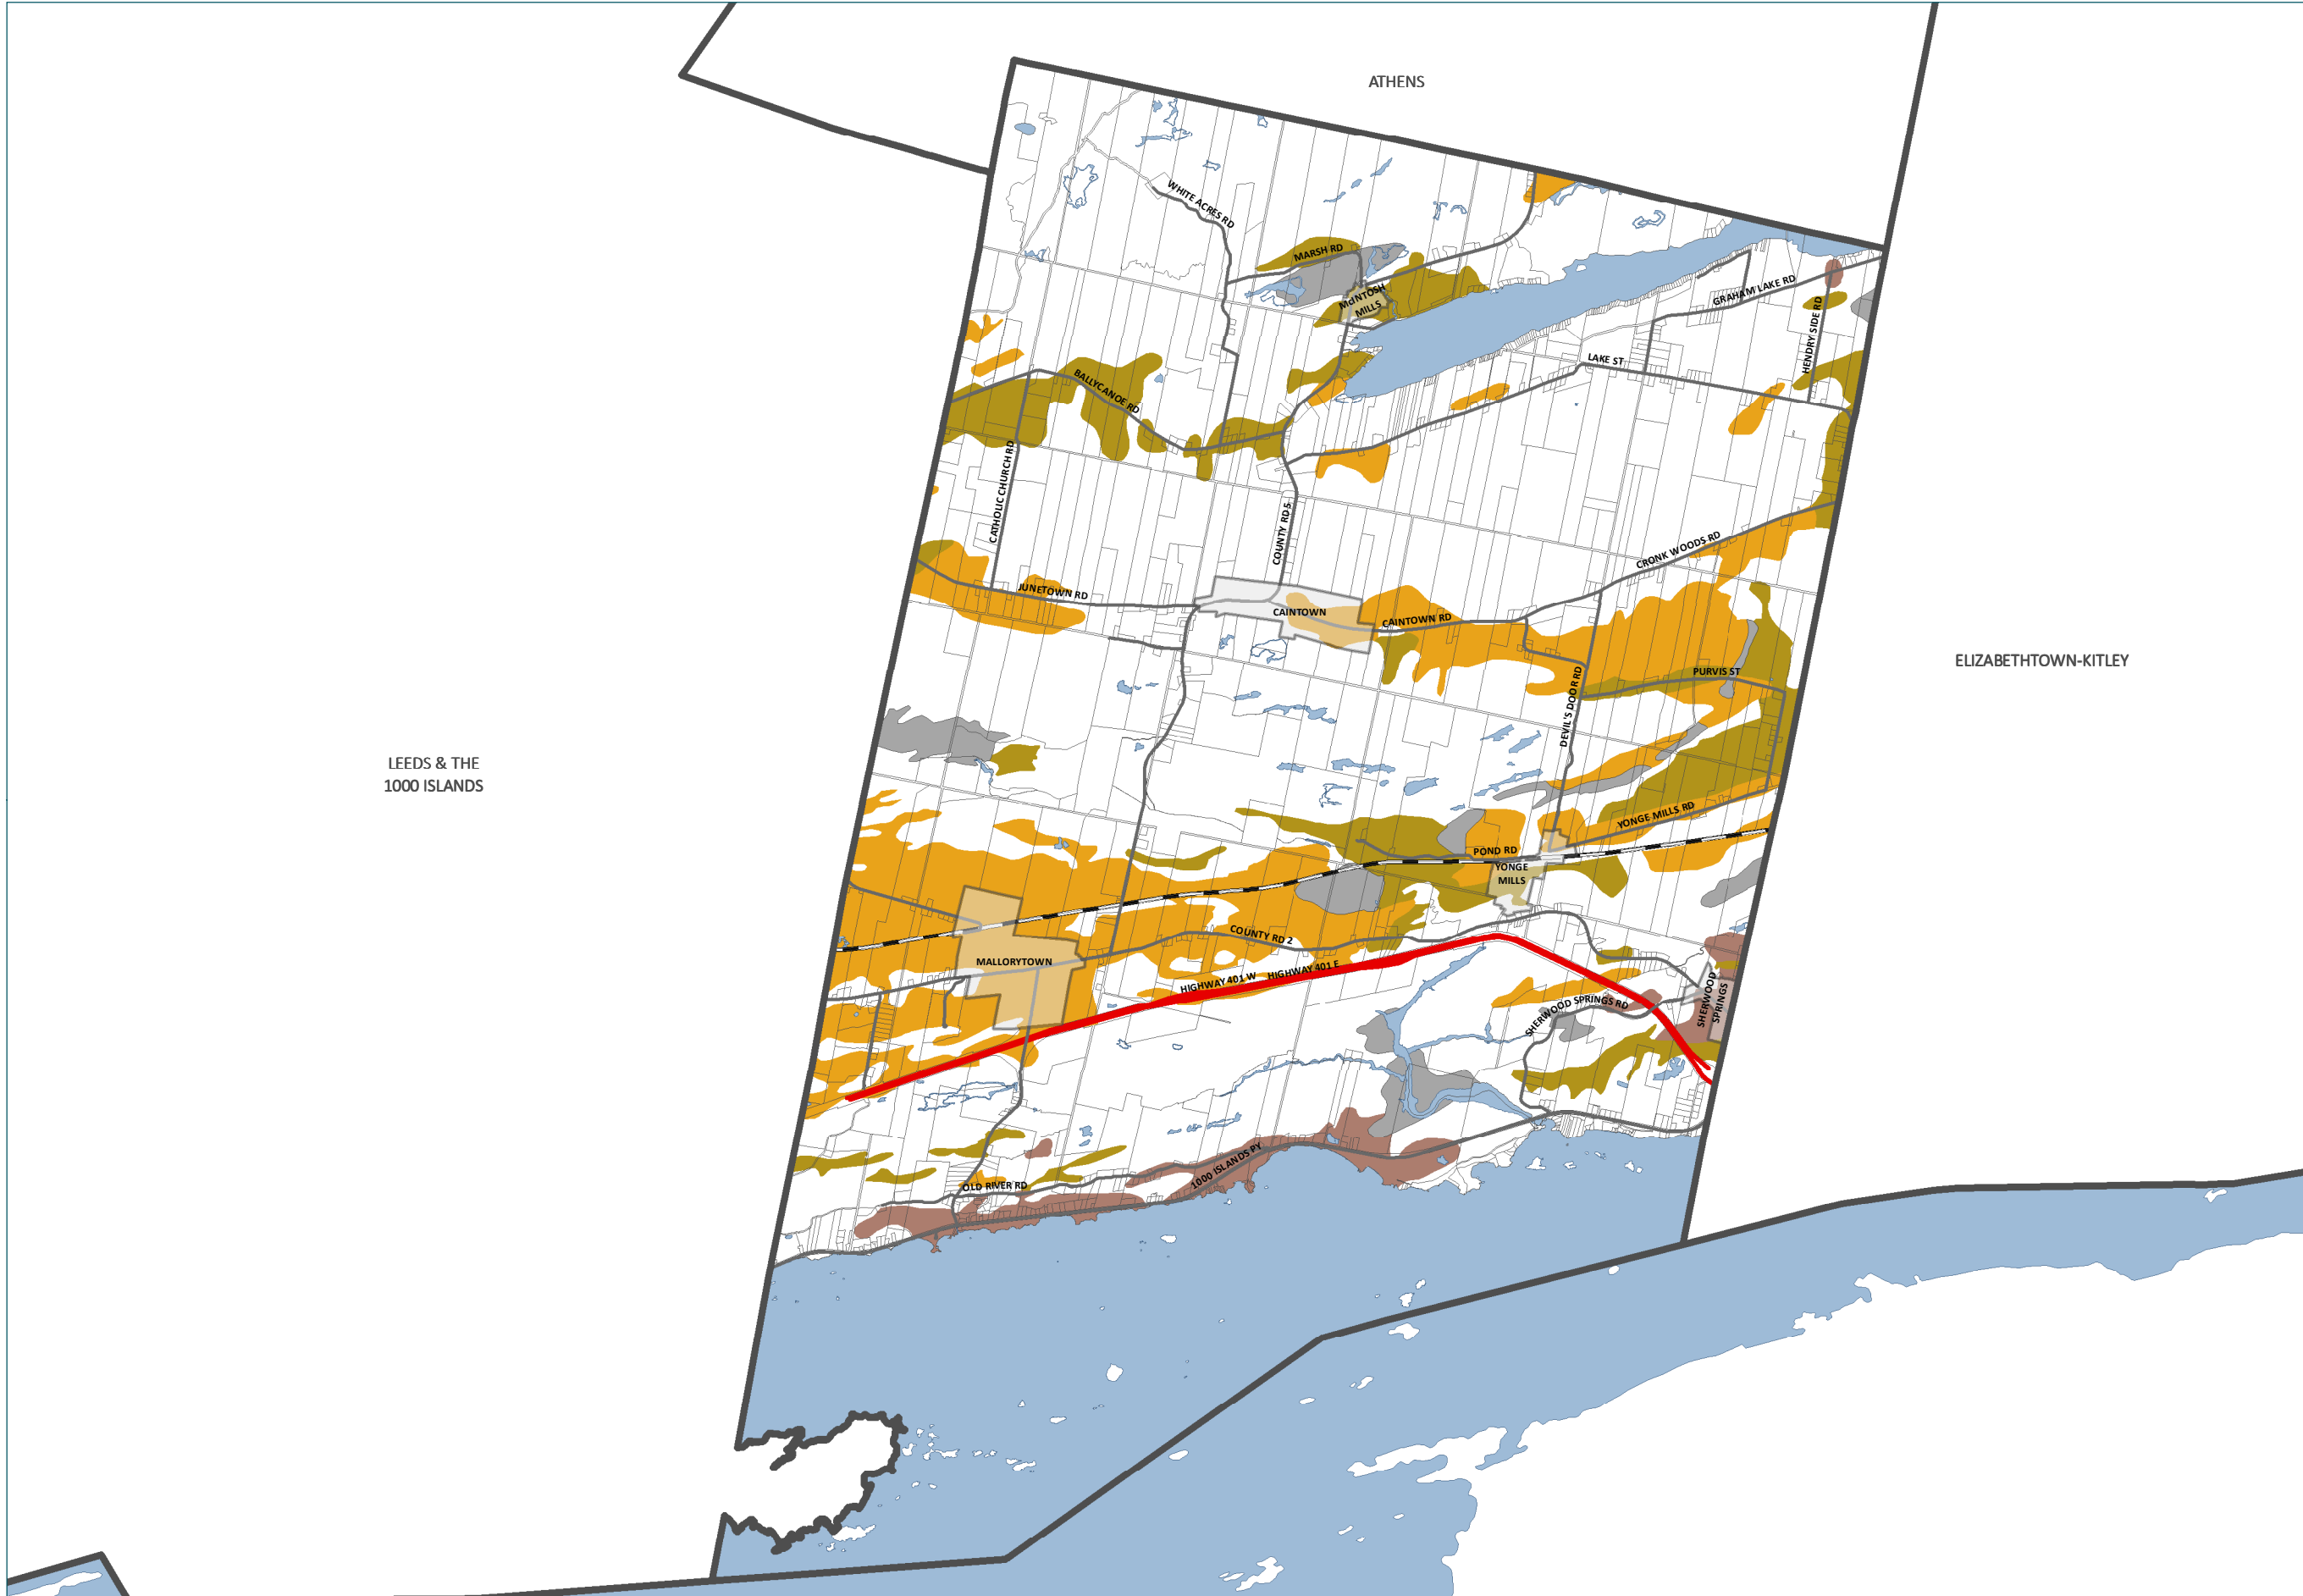 ATHENS
WHITE ACRES RD
MARSH RD
McINTOSH
MILLS
GRAHAM LAKE RD
HENDRY SIDE RD
LAKE ST
BALLYCANOE RD
CATHOLIC CHURCH RD
COUNTY RD 5
CRONK WOODS RD
JUNETOWN RD
CAINTOWN
CAINTOWN RD
ELIZABETHTOWN-KITLEY
PURVIS ST
DEVIL'S DOOR RD
LEEDS & THE
1000 ISLANDS
YONGE MILLS RD
POND RD
YONGE
MILLS
COUNTY RD 2
MALLORYTOWN
HIGHWAY 401 W
HIGHWAY 401 E
SHERWOOD SPRINGS RD
SHERWOOD
SPRINGS
1000 ISLANDS PY
OLD RIVER RD